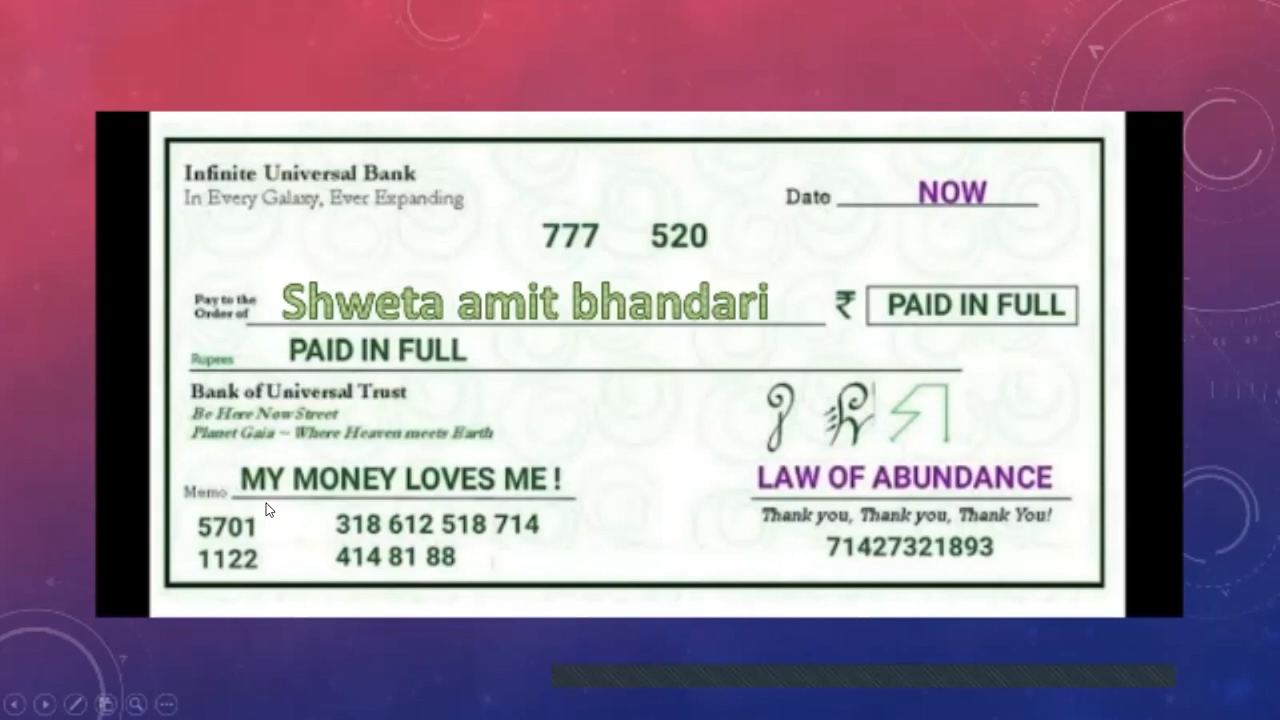 Infinite Universal Bank
In Every Galaxy, Ever Expanding
Date NOW
777 520
Pay to the
Order of Shweta amit bhandari ₹ PAID IN FULL
Rupees PAID IN FULL
Bank of Universal Trust
Be Here Now Street
Planet Gaia ~ Where Heaven meets Earth
Memo MY MONEY LOVES ME !
LAW OF ABUNDANCE
Thank you, Thank you, Thank You!
5701 318 612 518 714
1122 414 81 88
71427321893